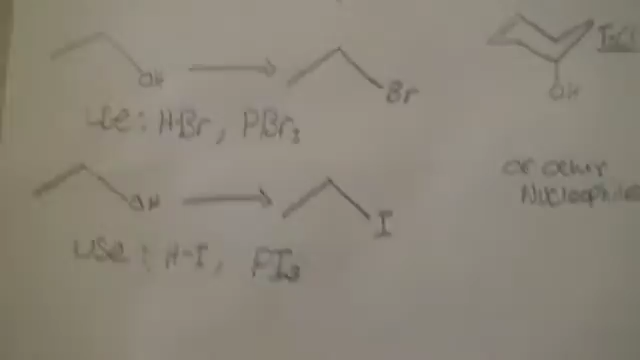 OH
Br
use: HBr, PBr3
OH
I
use: H-I, PI3
TsCl
OH
or other
Nucleophile